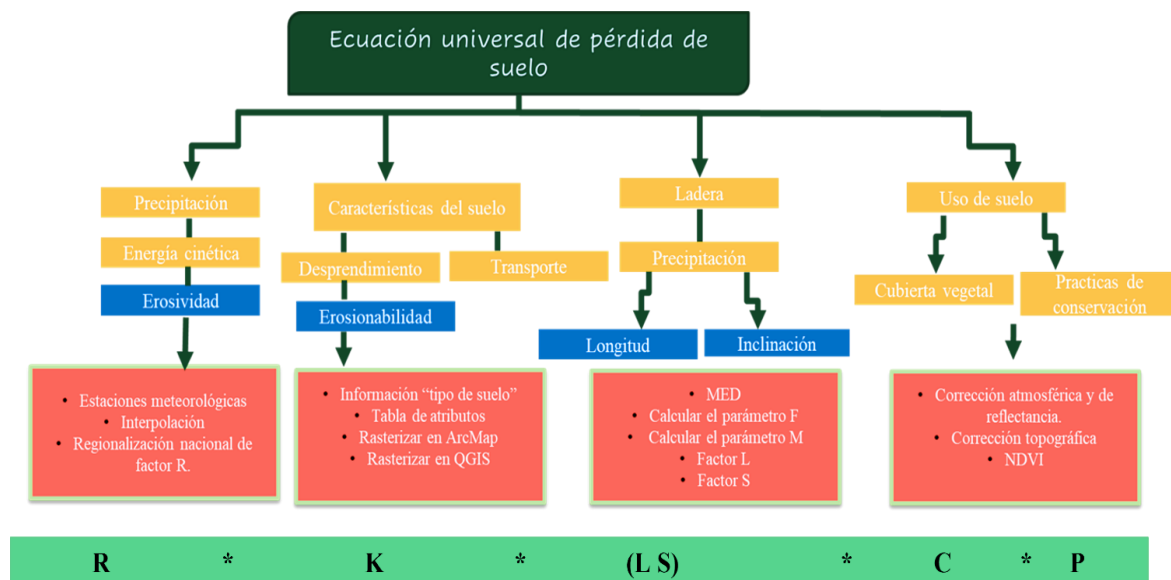 Ecuación universal de pérdida de
suelo
Precipitación
Energía cinética
Erosividad
Características del suelo
Desprendimiento
Transporte
Erosionabilidad
Ladera
Precipitación
Longitud
Inclinación
Uso de suelo
Cubierta vegetal
Practicas de
conservación
• Estaciones meteorológicas
• Interpolación
• Regionalización nacional de
factor R.
• Información “tipo de suelo”
• Tabla de atributos
• Rasterizar en ArcMap
• Rasterizar en QGIS
• MED
• Calcular el parámetro F
• Calcular el parámetro M
• Factor L
• Factor S
• Corrección atmosférica y de
reflectancia.
• Corrección topográfica
• NDVI
R * K * (L S) * C * P